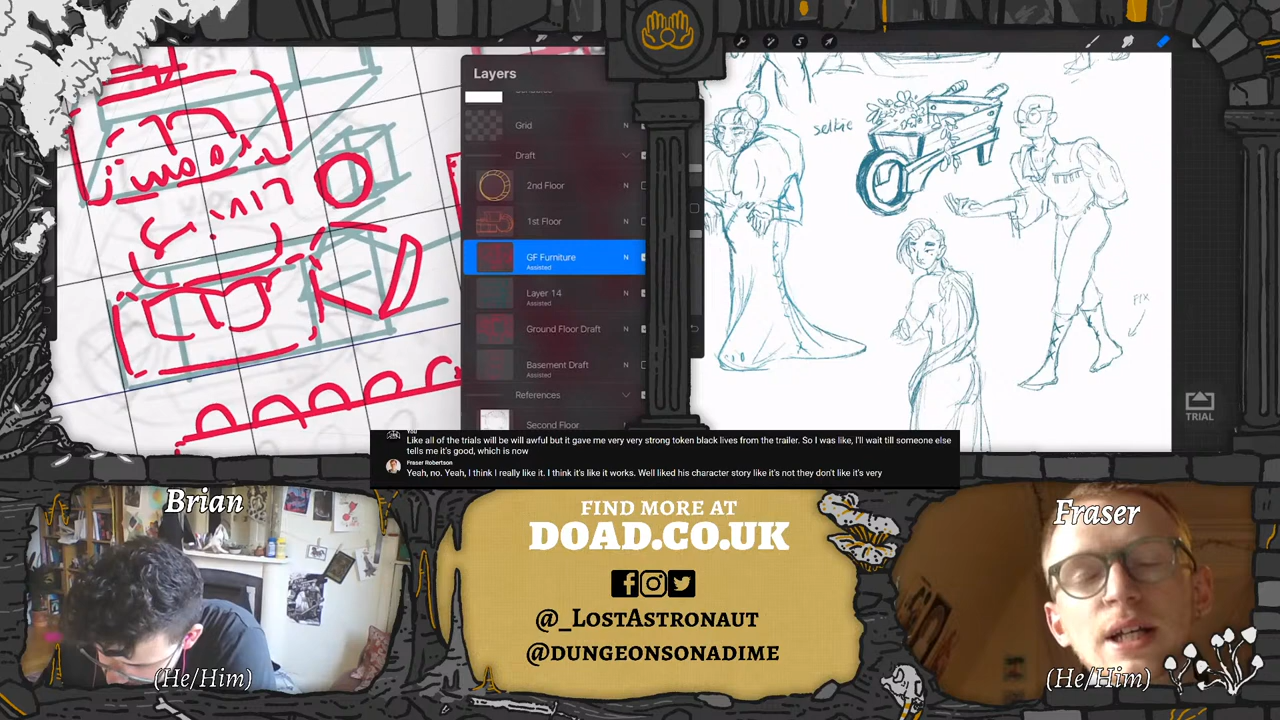 Layers
Grid
N
Draft
2nd Floor
N
1st Floor
N
GF Furniture
N
Assisted
Layer 14
N
Assisted
Ground Floor Draft
N
Basement Draft
N
Assisted
References
Second Floor
selkie
TRIAL
You
Like all of the trials will be will awful but it gave me very very strong token black lives from the trailer. So I was like, I'll wait till someone else
tells me it's good, which is now
Fraser Robertson
Yeah, no. Yeah, I think I really like it. I think it's like it works. Well liked his character story like it's not they don't like it's very
Brian
(He/Him)
FIND MORE AT
DOAD.CO.UK
@_LostAstronaut
@dungeonsonadime
Fraser
(He/Him)